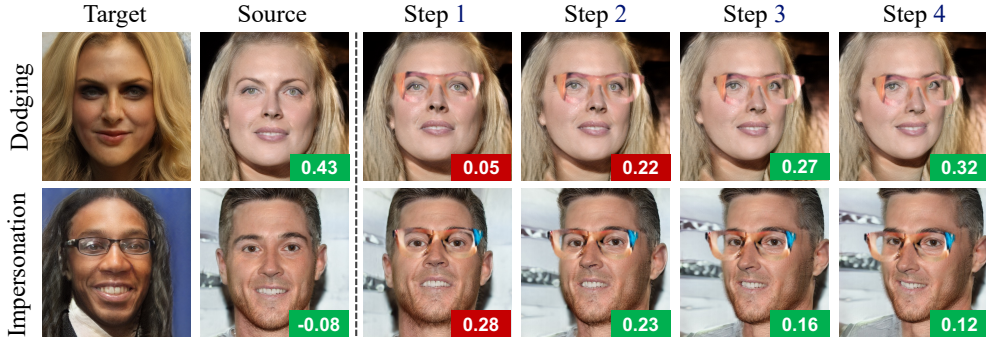 Target Source Step 1 Step 2 Step 3 Step 4
Dodging
0.43 0.05 0.22 0.27 0.32
Impersonation
-0.08 0.28 0.23 0.16 0.12